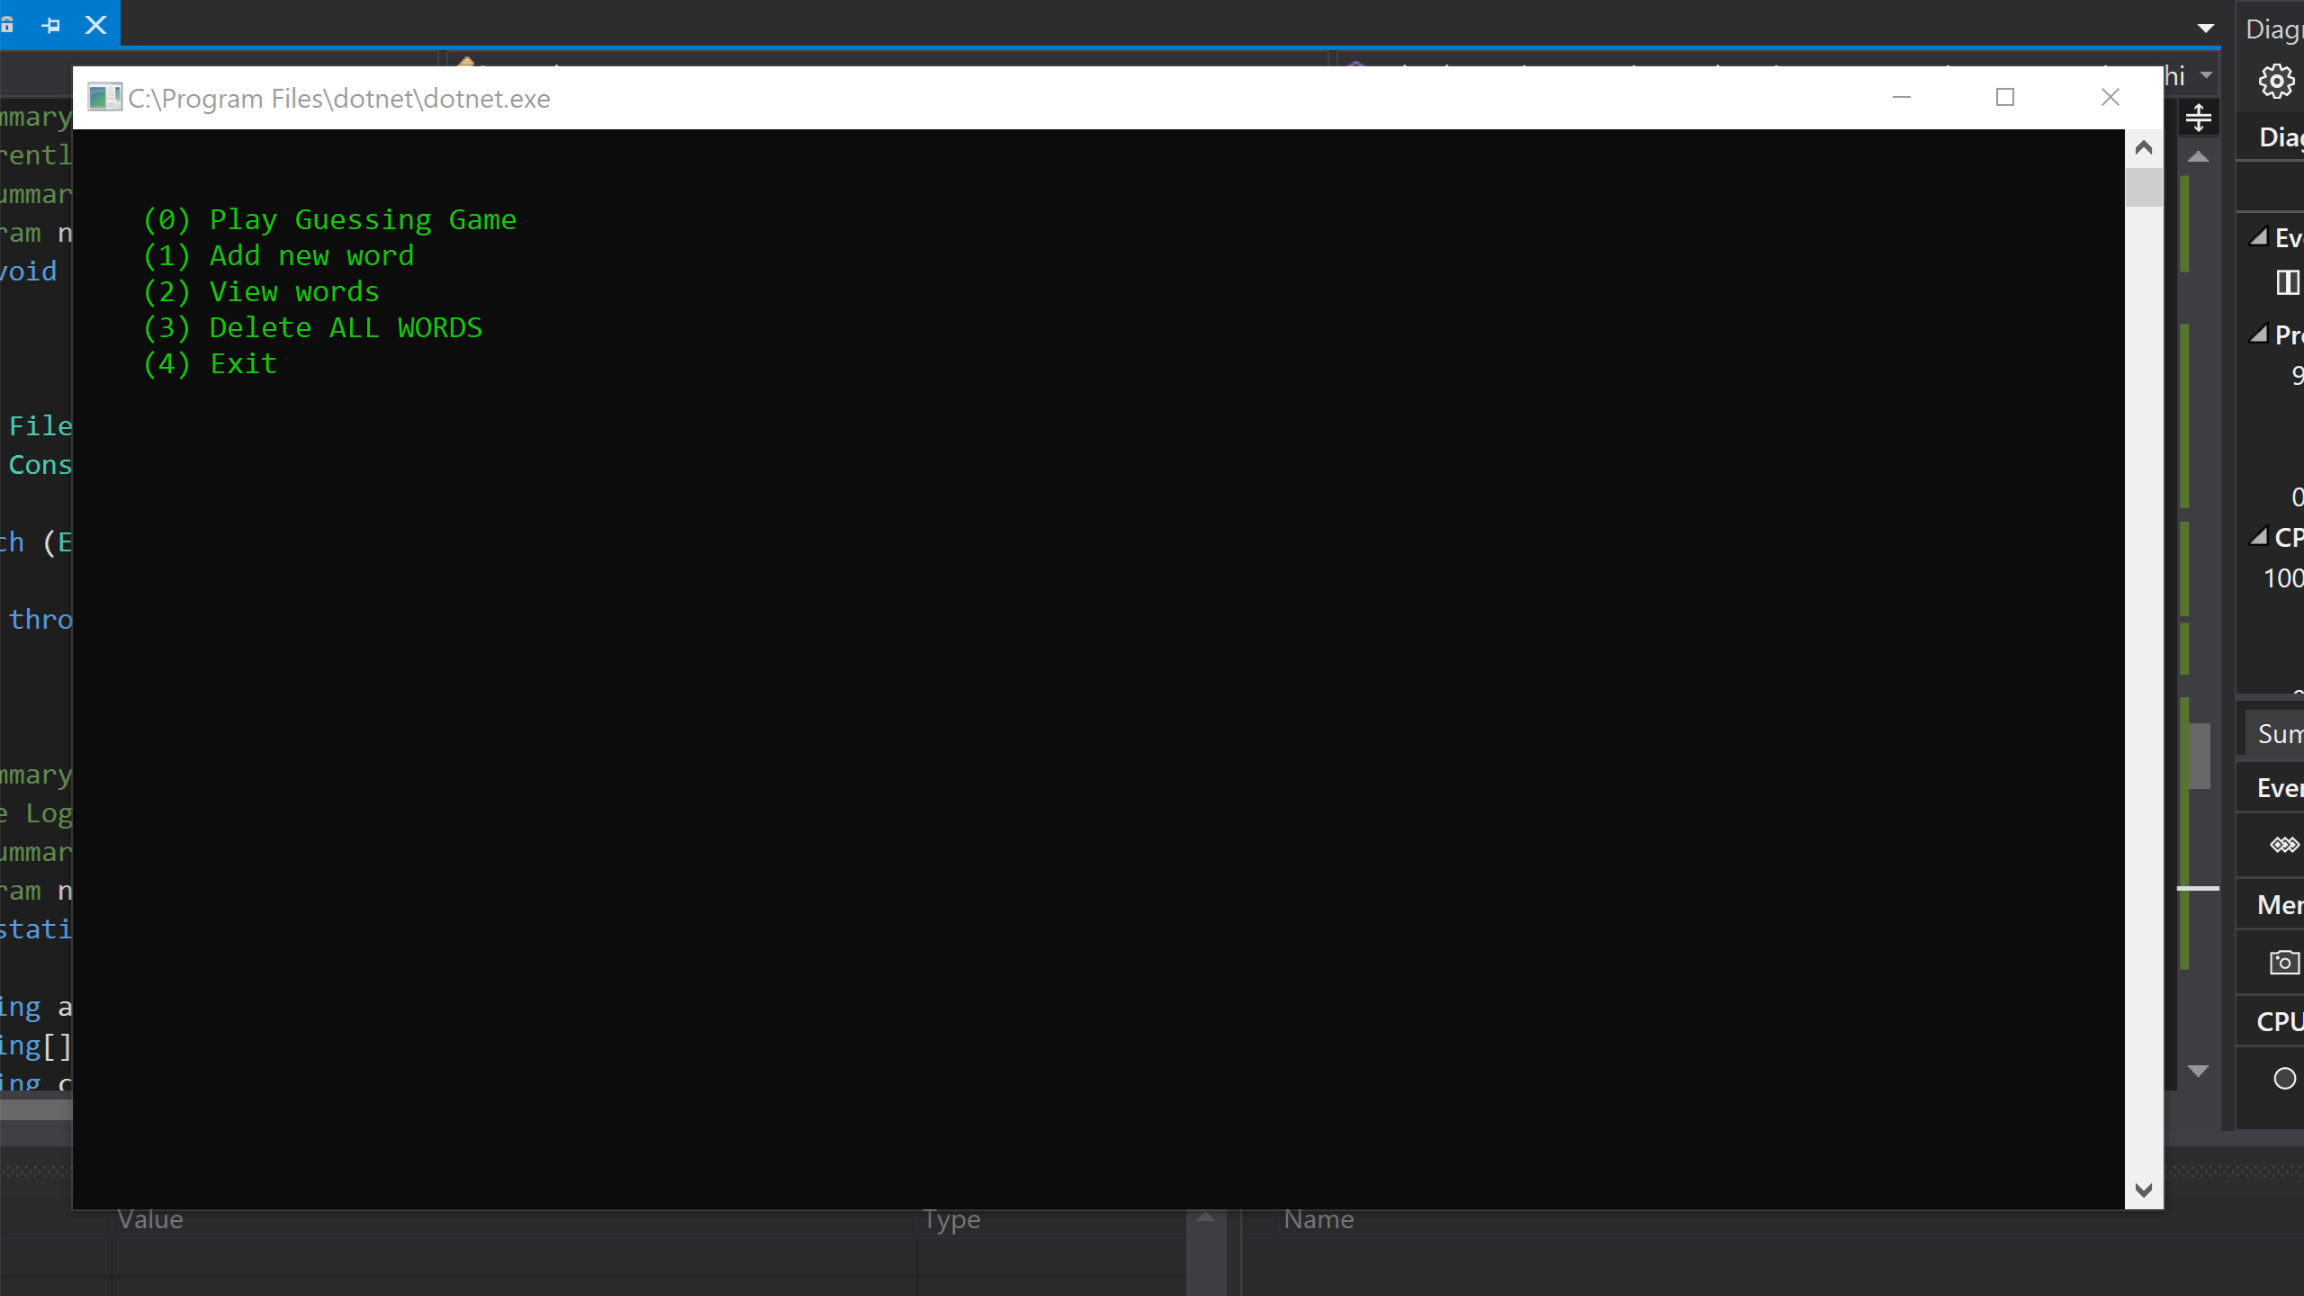 Diag
C:\Program Files\dotnet\dotnet.exe
hi
Diag
(0) Play Guessing Game
(1) Add new word
(2) View words
(3) Delete ALL WORDS
(4) Exit
mmary
rentl
ummar
ram n
void
File
Cons
ch (E
thro
mmary
e Log
ummar
ram n
stati
ing a
ing[]
ing c
Ev
Pr
9
0
CP
100
Sum
Ever
Mer
CPU
Value Type Name